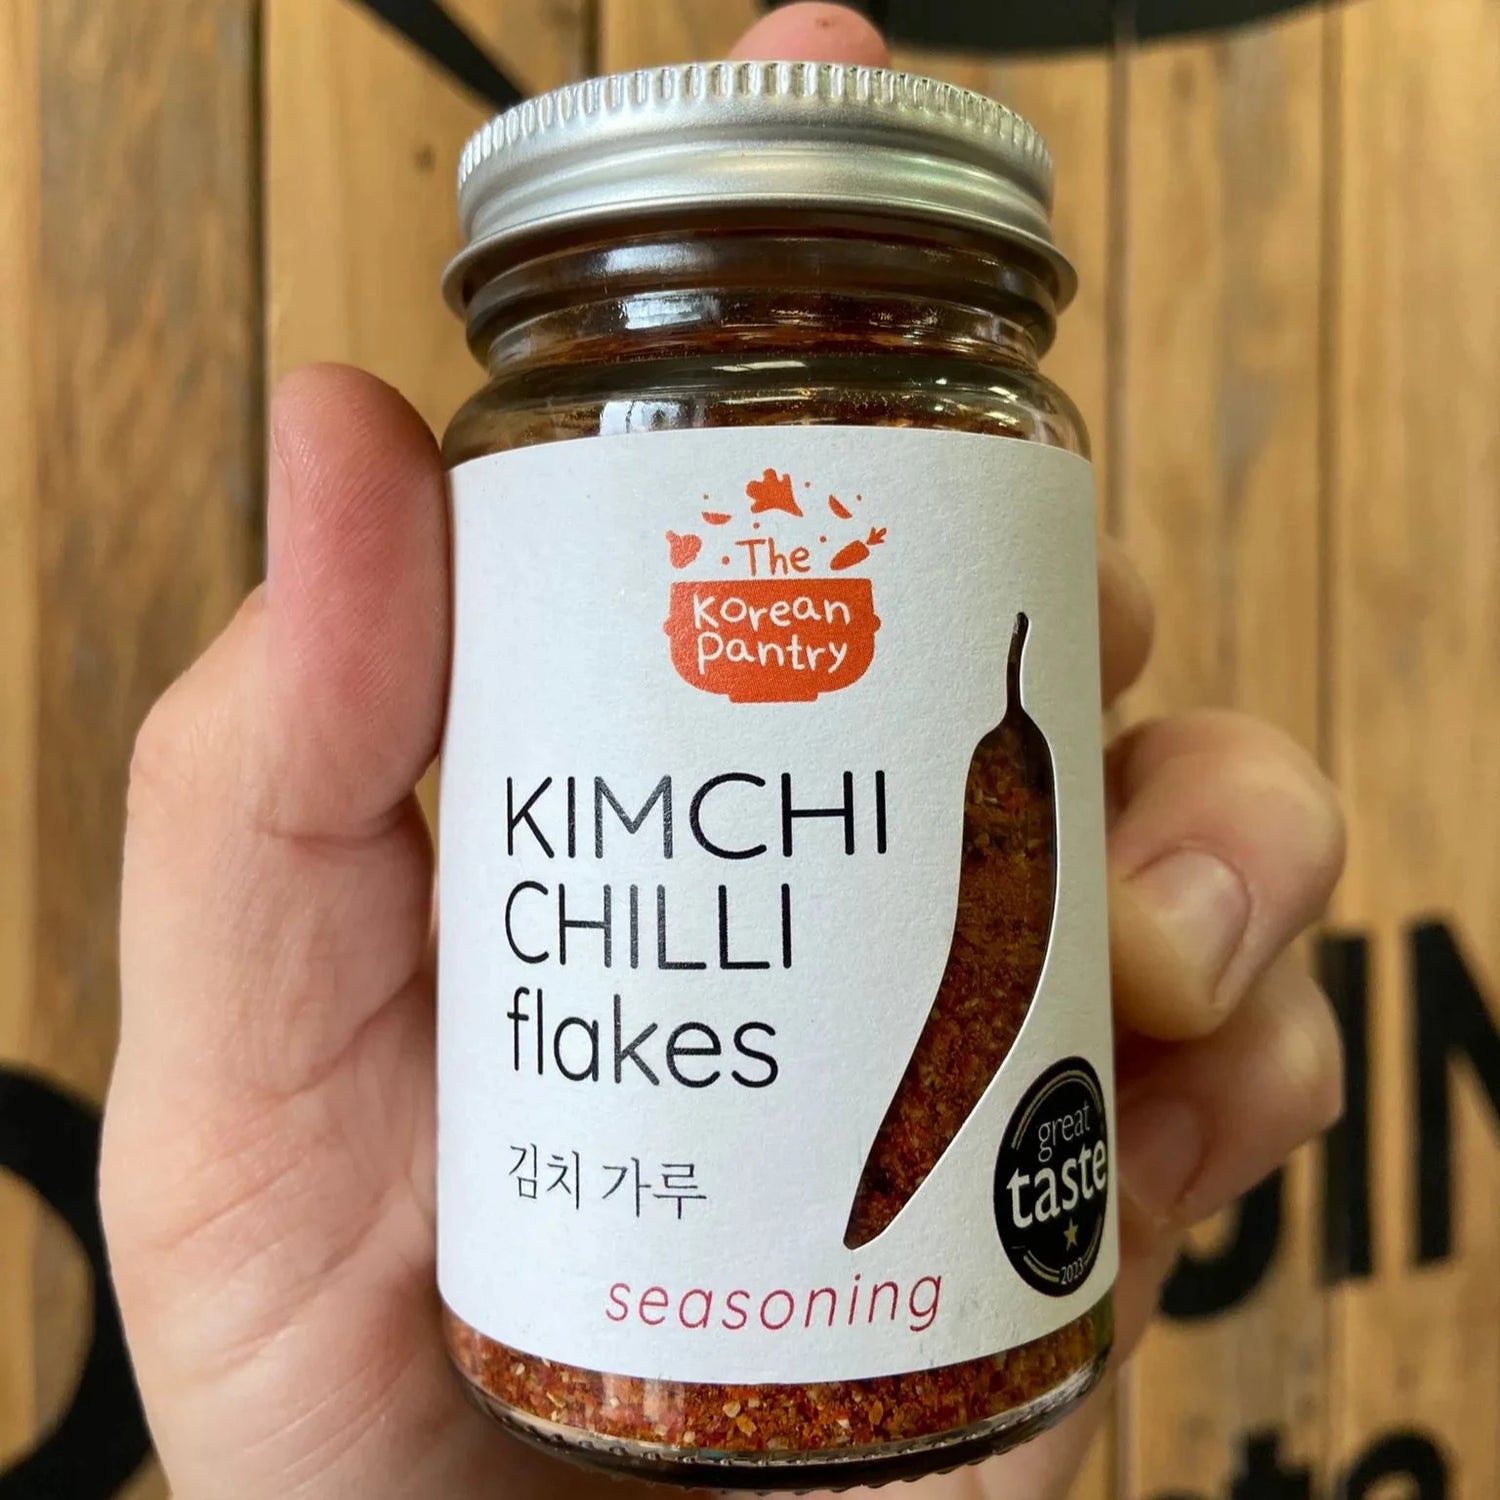 The
Korean
Pantry
KIMCHI
CHILLI
flakes
김치 가루
seasoning
great
taste
2023